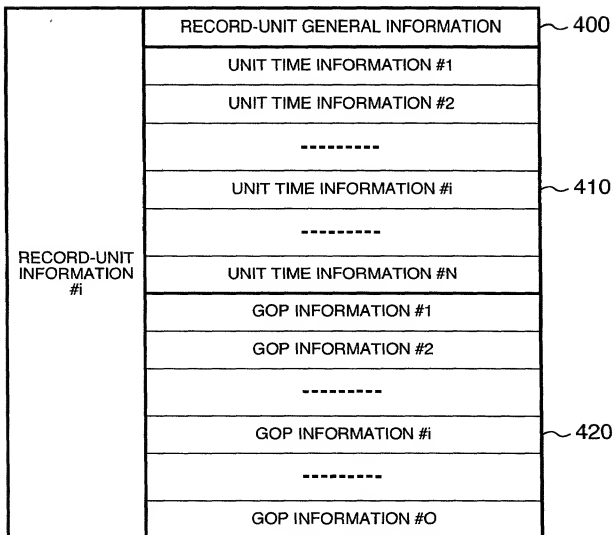 RECORD-UNIT GENERAL INFORMATION
400
UNIT TIME INFORMATION #1
UNIT TIME INFORMATION #2
---------
UNIT TIME INFORMATION #i
410
---------
RECORD-UNIT
INFORMATION
#i
UNIT TIME INFORMATION #N
GOP INFORMATION #1
GOP INFORMATION #2
---------
GOP INFORMATION #i
420
---------
GOP INFORMATION #O